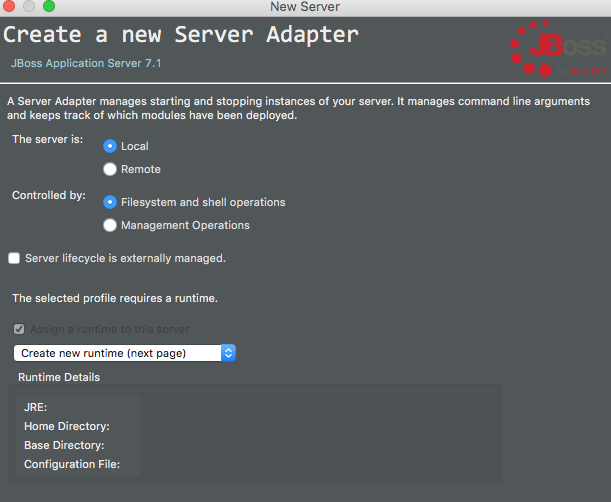 New Server
Create a new Server Adapter
JBoss Application Server 7.1
JBoss
by Red Hat
A Server Adapter manages starting and stopping instances of your server. It manages command line arguments
and keeps track of which modules have been deployed.
The server is:
Local
Remote
Controlled by:
Filesystem and shell operations
Management Operations
Server lifecycle is externally managed.
The selected profile requires a runtime.
Assign a runtime to this server
Create new runtime (next page)
Runtime Details
JRE:
Home Directory:
Base Directory:
Configuration File: